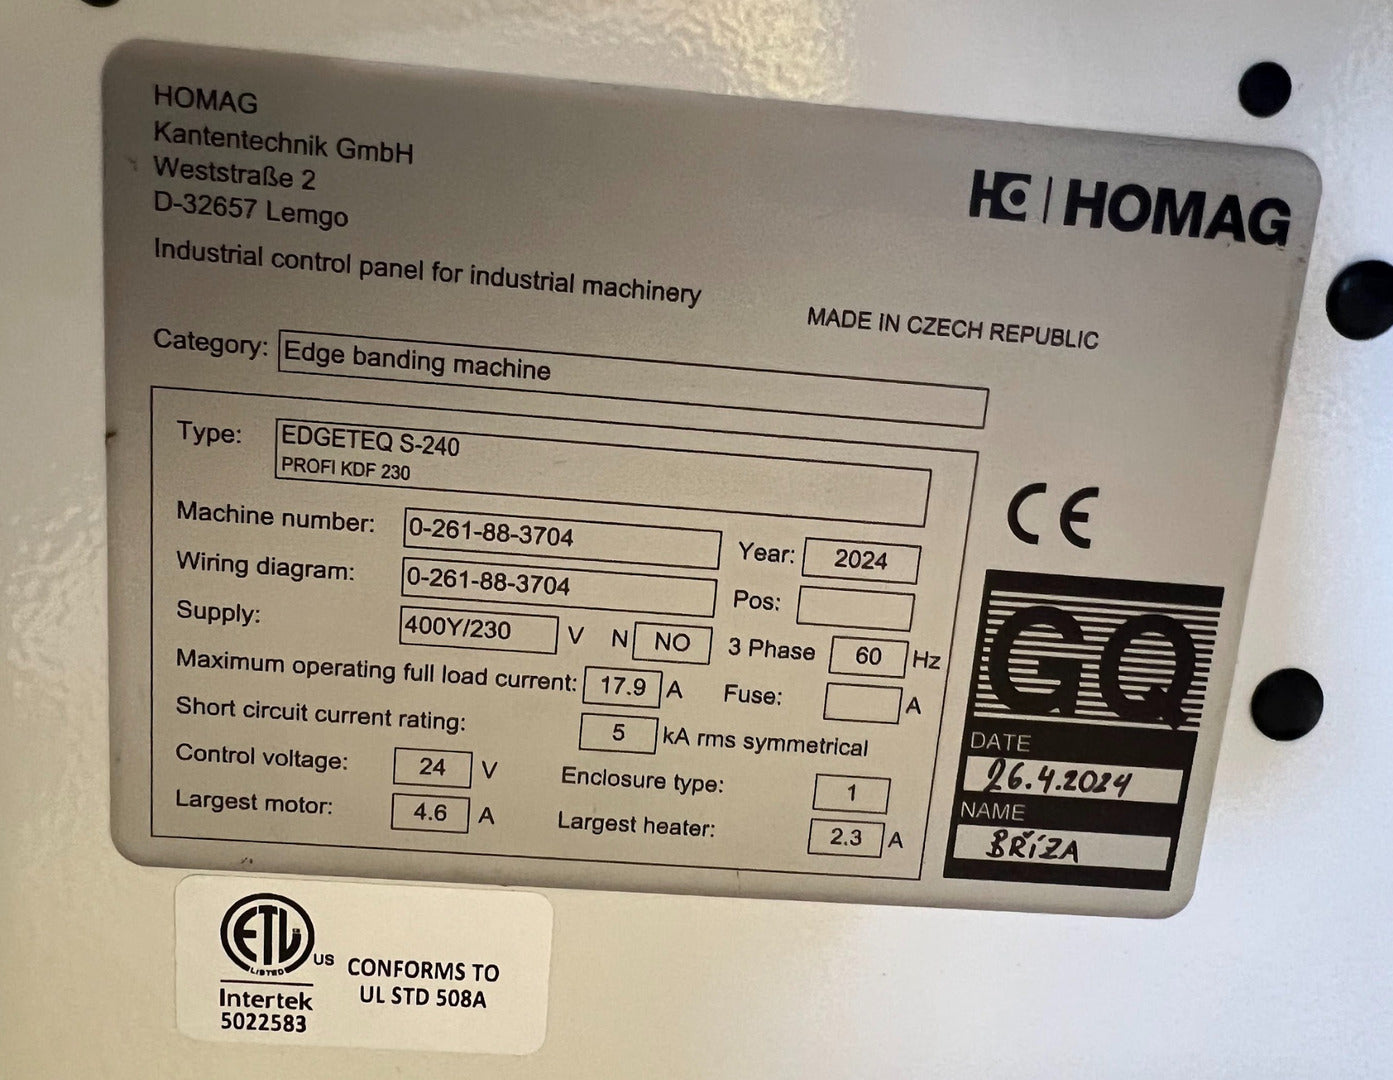 HOMAG
Kantentechnik GmbH
Weststraße 2
D-32657 Lemgo
HOMAG
Industrial control panel for industrial machinery
MADE IN CZECH REPUBLIC
Category: Edge banding machine
Type: EDGETEQ S-240
PROFI KDF 230
CE
Machine number: 0-261-88-3704 Year: 2024
Wiring diagram: 0-261-88-3704 Pos:
Supply: 400Y/230 V N NO 3 Phase 60 Hz
Maximum operating full load current: 17.9 A Fuse: A
Short circuit current rating: 5 kA rms symmetrical
Control voltage: 24 V Enclosure type: 1
Largest motor: 4.6 A Largest heater: 2.3 A
GQ
DATE
26.4.2024
NAME
BŘÍZA
ETL
LISTED
US
Intertek
5022583
CONFORMS TO
UL STD 508A